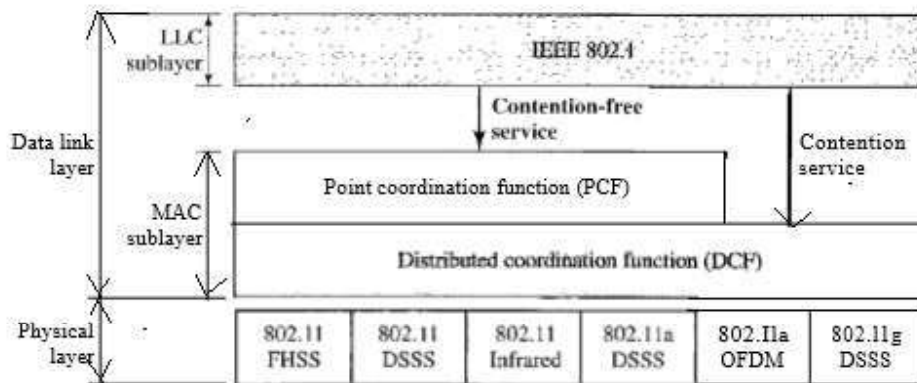 LLC
sublayer
IEEE 802.1
Contention-free
service
Data link
layer
Contention
service
Point coordination function (PCF)
MAC
sublayer
Distributed coordination function (DCF)
Physical
layer
802.11
FHSS
802.11
DSSS
802.11
Infrared
802.11a
DSSS
802.11a
OFDM
802.11g
DSSS